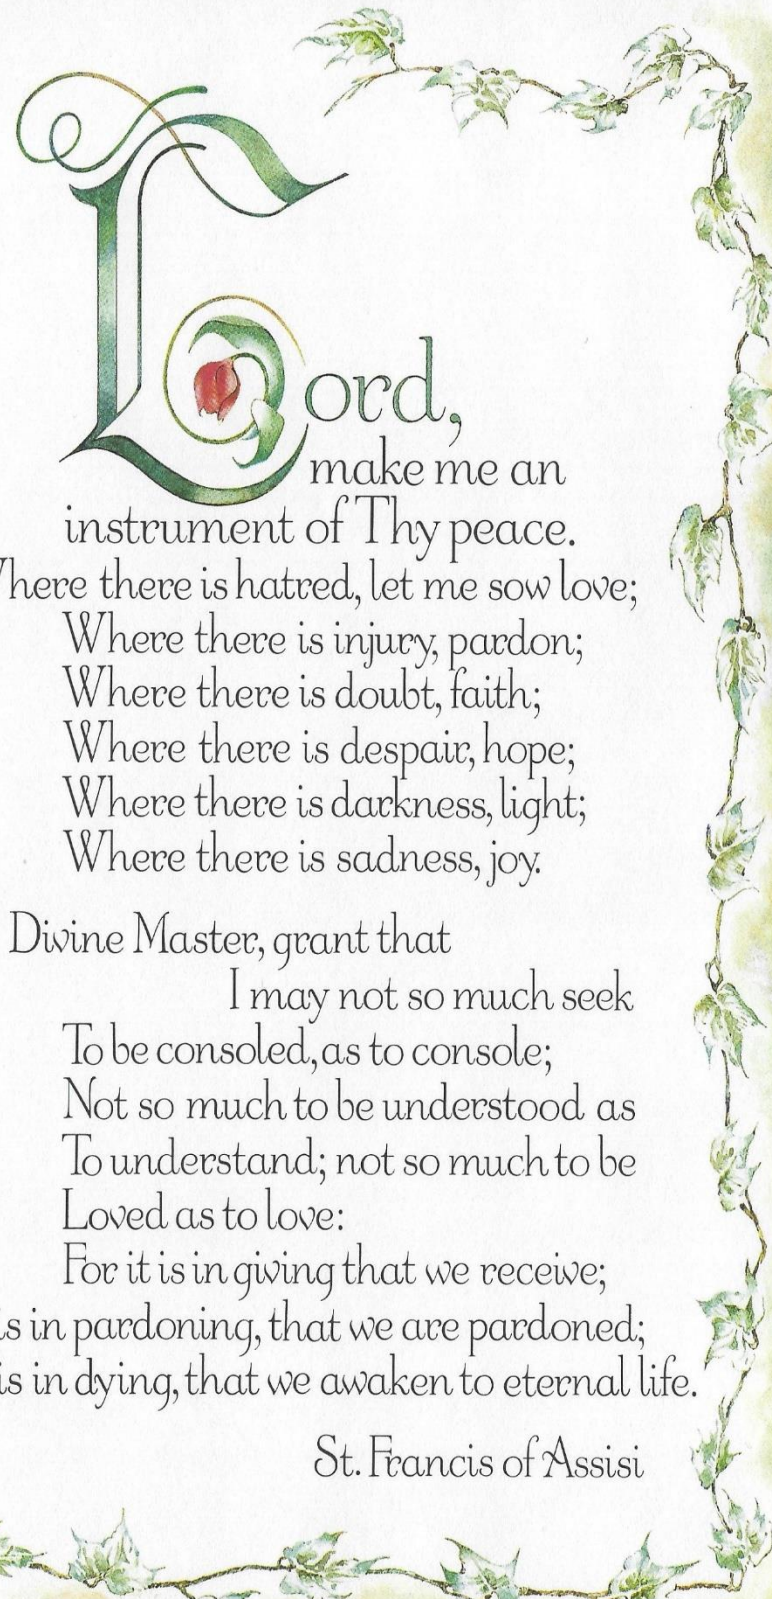 Lord,
make me an
instrument of Thy peace.
here there is hatred, let me sow love;
Where there is injury, pardon;
Where there is doubt, faith;
Where there is despair, hope;
Where there is darkness, light;
Where there is sadness, joy.
Divine Master, grant that
I may not so much seek
To be consoled, as to console;
Not so much to be understood as
To understand; not so much to be
Loved as to love:
For it is in giving that we receive;
is in pardoning, that we are pardoned;
is in dying, that we awaken to eternal life.
St. Francis of Assisi